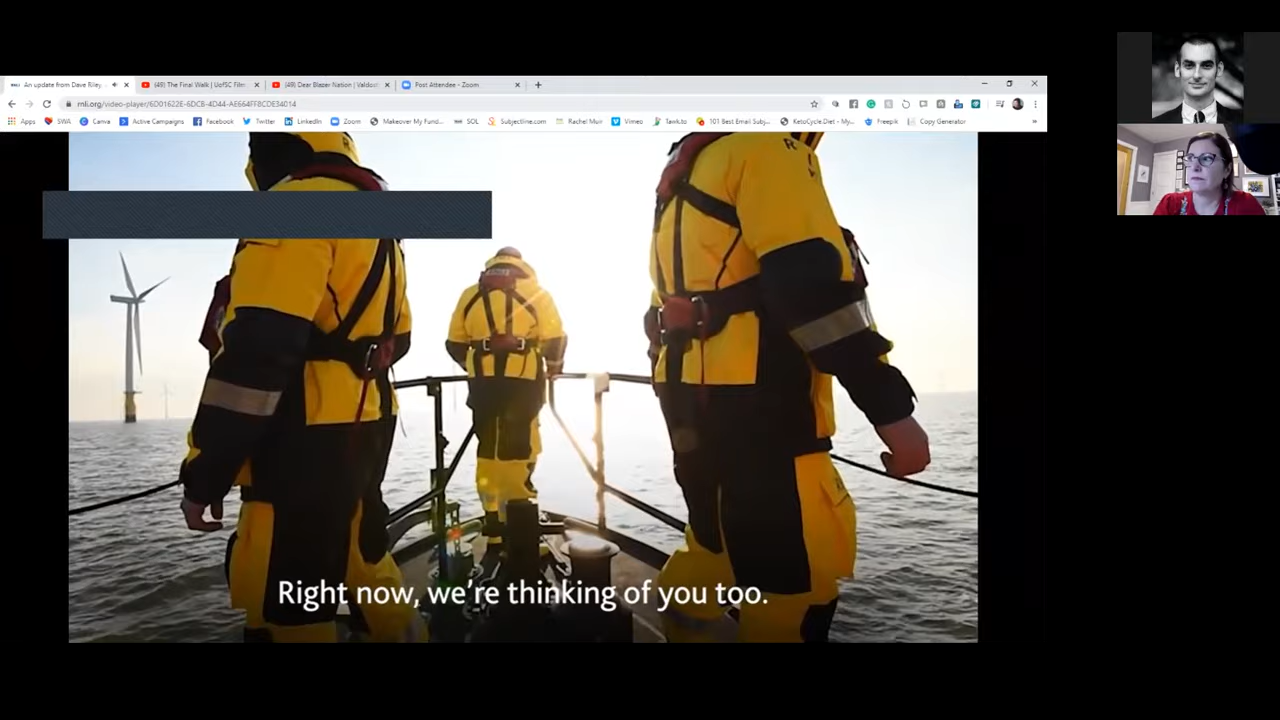 An update from Dave Riley
(49) The Final Walk | UofSC Film
(49) Dear Blazer Nation | Valdost
Post Attendee - Zoom
rnli.org/video-player/6D01622E-6DCB-4D44-AE664FF8CDE34014
Apps SWA Canva Active Campaigns Facebook Twitter LinkedIn Zoom Makeover My Fund... SOL Subjectline.com Rachel Muir Vimeo Tawk.to 101 Best Email Subj... KetoCycle.Diet - My... Freepik Copy Generator
Right now, we're thinking of you too.